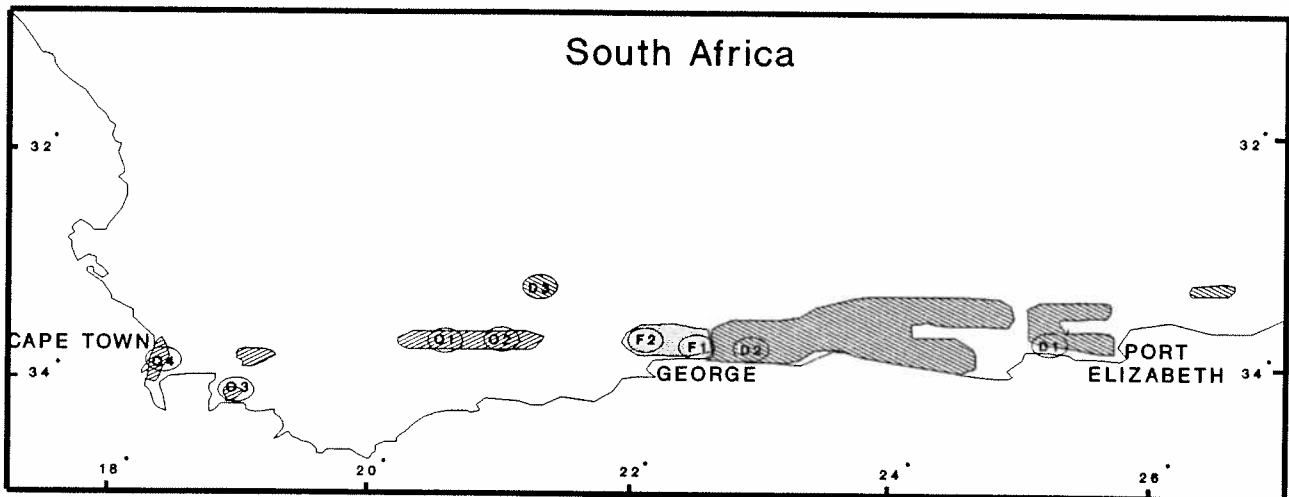 South Africa
32°
32°
D3
CAPE TOWN
O1
O2
F2
F1
D2
D1
PORT
ELIZABETH
O4
O3
GEORGE
34°
34°
18°
20°
22°
24°
26°